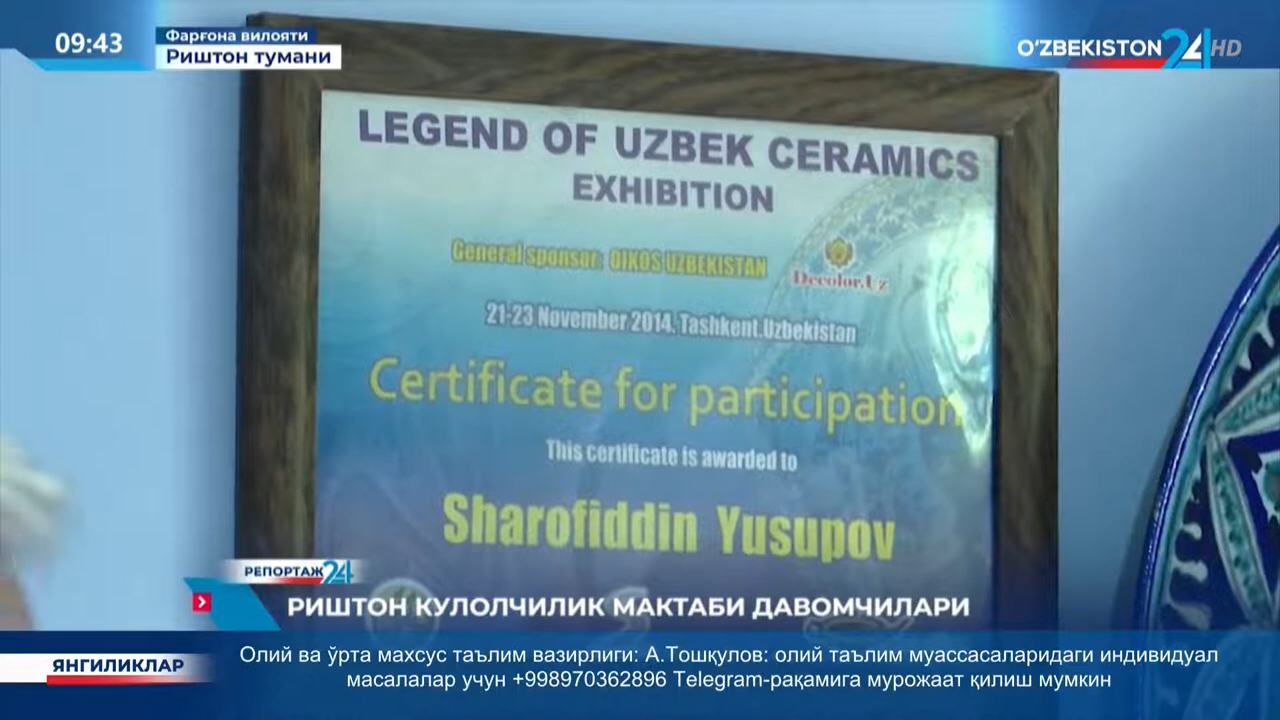 09:43
Фарғона вилояти
Риштон тумани
O‘ZBEKISTON 24 HD
LEGEND OF UZBEK CERAMICS
EXHIBITION
General sponsor: OIKOS UZBEKISTAN
Decolor.Uz
21-23 November 2014. Tashkent.Uzbekistan
Certificate for participation
This certificate is awarded to
Sharofiddin Yusupov
РЕПОРТАЖ 24
РИШТОН КУЛОЛЧИЛИК МАКТАБИ ДАВОМЧИЛАРИ
ЯНГИЛИКЛАР
Олий ва ўрта махсус таълим вазирлиги: А.Тошқулов: олий таълим муассасаларидаги индивидуал
масалалар учун +998970362896 Telegram-рақамига мурожаат қилиш мумкин